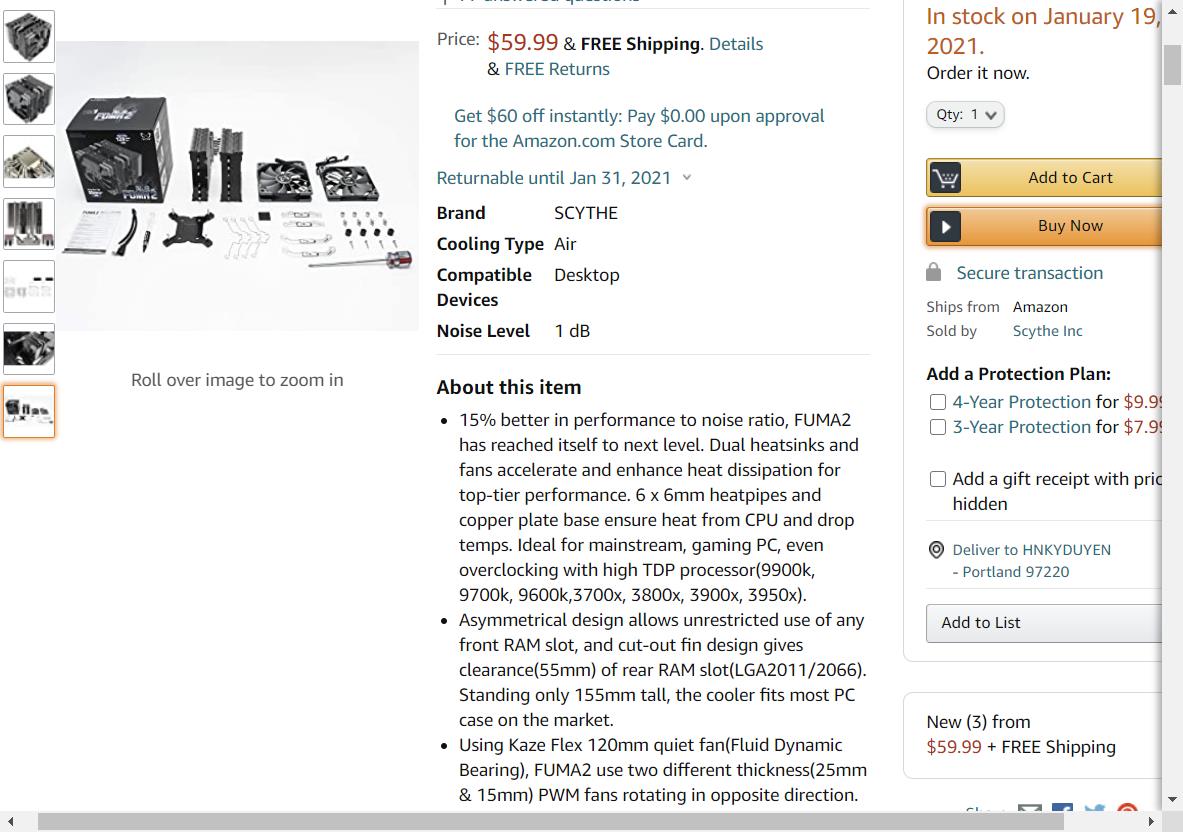 Price: $59.99 & FREE Shipping. Details
& FREE Returns
Get $60 off instantly: Pay $0.00 upon approval
for the Amazon.com Store Card.
Returnable until Jan 31, 2021
Brand SCYTHE
Cooling Type Air
Compatible Desktop
Devices
Noise Level 1 dB
FUMA 2
Roll over image to zoom in
About this item
• 15% better in performance to noise ratio, FUMA2
has reached itself to next level. Dual heatsinks and
fans accelerate and enhance heat dissipation for
top-tier performance. 6 x 6mm heatpipes and
copper plate base ensure heat from CPU and drop
temps. Ideal for mainstream, gaming PC, even
overclocking with high TDP processor(9900k,
9700k, 9600k,3700x, 3800x, 3900x, 3950x).
• Asymmetrical design allows unrestricted use of any
front RAM slot, and cut-out fin design gives
clearance(55mm) of rear RAM slot(LGA2011/2066).
Standing only 155mm tall, the cooler fits most PC
case on the market.
• Using Kaze Flex 120mm quiet fan(Fluid Dynamic
Bearing), FUMA2 use two different thickness(25mm
& 15mm) PWM fans rotating in opposite direction.
In stock on January 19,
2021.
Order it now.
Qty: 1
Add to Cart
Buy Now
Secure transaction
Ships from Amazon
Sold by Scythe Inc
Add a Protection Plan:
4-Year Protection for $9.99
3-Year Protection for $7.99
Add a gift receipt with pric
hidden
Deliver to HNKYDUYEN
- Portland 97220
Add to List
New (3) from
$59.99 + FREE Shipping